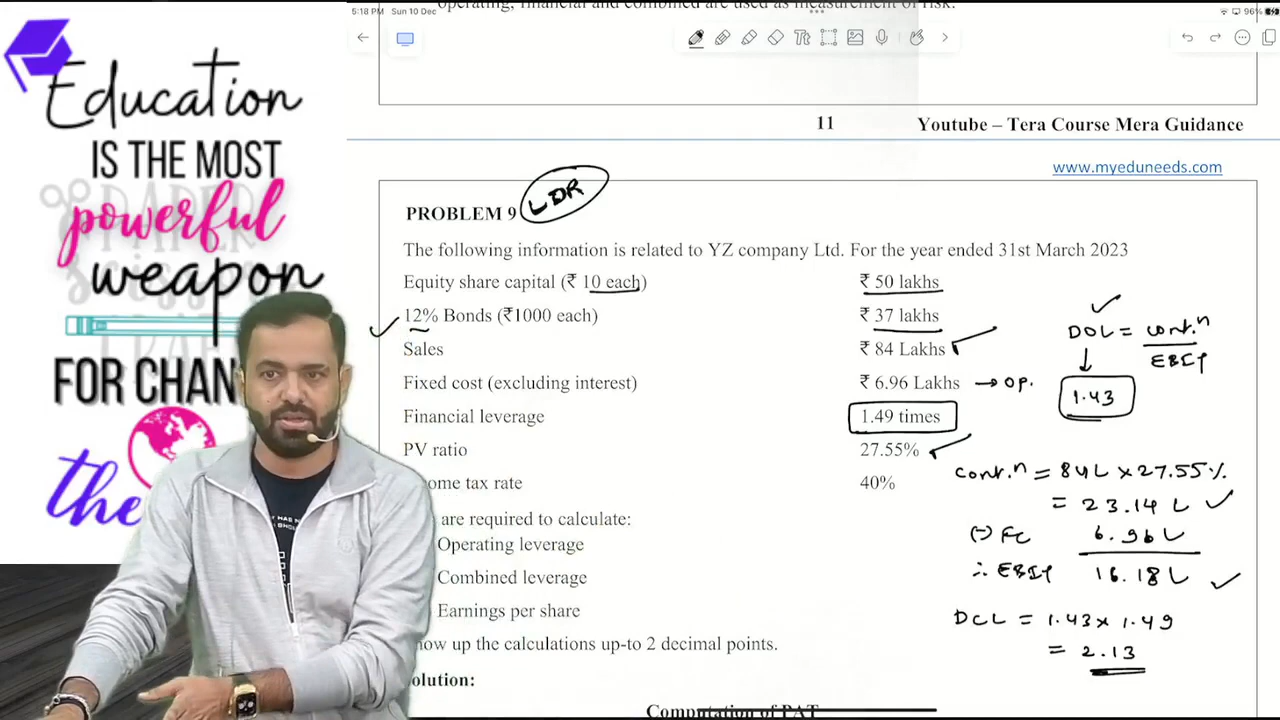 operating, financial and combined are used as measurement of risk.
5:18 PM Sun 10 Dec
96%
Education
IS THE MOST
powerful
weapon
FOR CHAN
the
11 Youtube – Tera Course Mera Guidance
www.myeduneeds.com
PROBLEM 9 LDR
The following information is related to YZ company Ltd. For the year ended 31st March 2023
Equity share capital (₹ 10 each) ₹ 50 lakhs
12% Bonds (₹1000 each) ₹ 37 lakhs
Sales ₹ 84 Lakhs
Fixed cost (excluding interest) ₹ 6.96 Lakhs → op.
Financial leverage 1.49 times
PV ratio 27.55%
ome tax rate 40%
are required to calculate:
Operating leverage
Combined leverage
Earnings per share
how up the calculations up-to 2 decimal points.
olution:
Computation of PAT
DOL = cont.n
EBIT
1.43
cont.n = 84L × 27.55%
= 23.14 L
(-) FC 6.96L
∴ EBIT 16.18L
DCL = 1.43 × 1.49
= 2.13